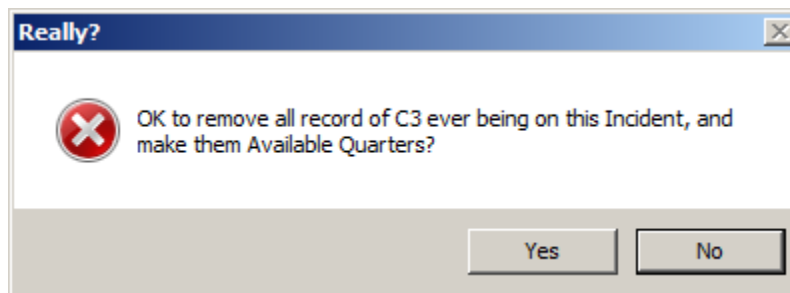 Really?
OK to remove all record of C3 ever being on this Incident, and
make them Available Quarters?
Yes
No